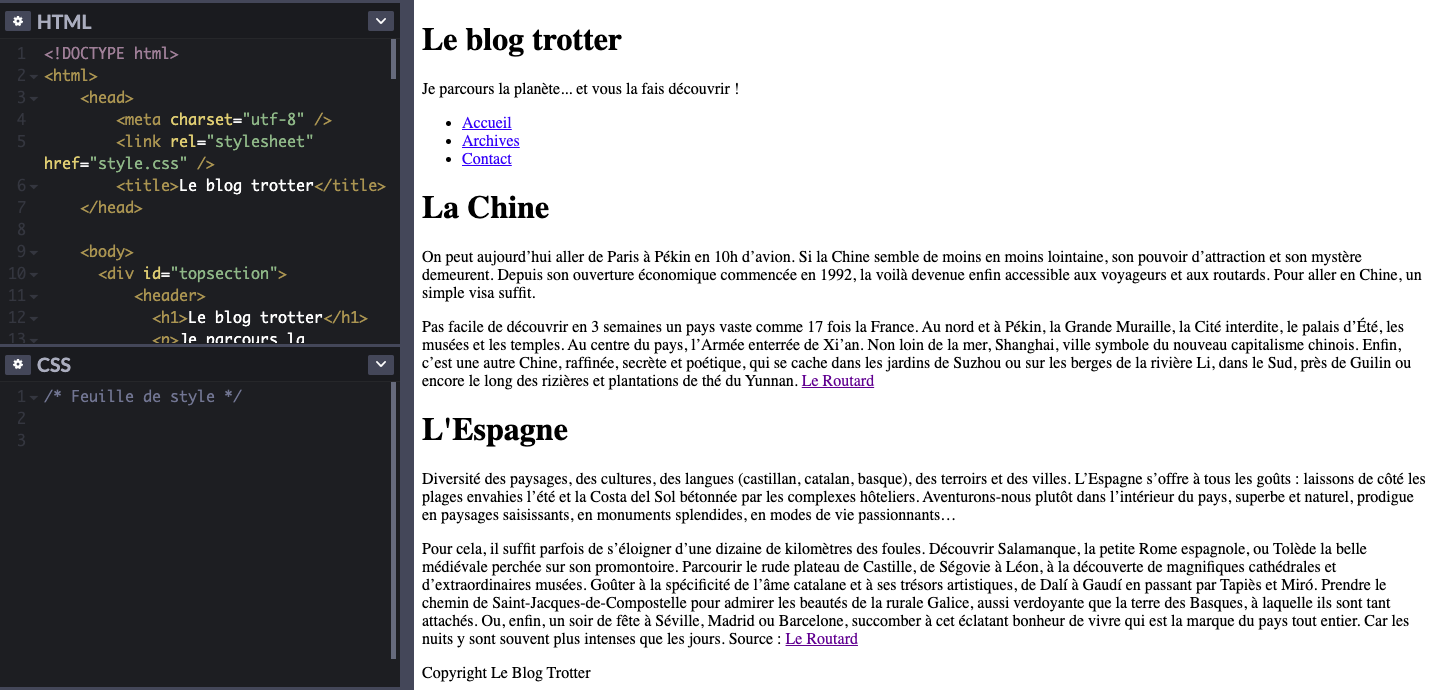 HTML
1 <!DOCTYPE html>
2 <html>
3 <head>
4 <meta charset="utf-8" />
5 <link rel="stylesheet"
href="style.css" />
6 <title>Le blog trotter</title>
7 </head>
8
9 <body>
10 <div id="topsection">
11 <header>
12 <h1>Le blog trotter</h1>
13 <p>Je parcours la
CSS
1 /* Feuille de style */
2
3
Le blog trotter
Je parcours la planète... et vous la fais découvrir !
• Accueil
• Archives
• Contact
La Chine
On peut aujourd’hui aller de Paris à Pékin en 10h d’avion. Si la Chine semble de moins en moins lointaine, son pouvoir d’attraction et son mystère
demeurent. Depuis son ouverture économique commencée en 1992, la voilà devenue enfin accessible aux voyageurs et aux routards. Pour aller en Chine, un
simple visa suffit.
Pas facile de découvrir en 3 semaines un pays vaste comme 17 fois la France. Au nord et à Pékin, la Grande Muraille, la Cité interdite, le palais d’Été, les
musées et les temples. Au centre du pays, l’Armée enterrée de Xi’an. Non loin de la mer, Shanghai, ville symbole du nouveau capitalisme chinois. Enfin,
c’est une autre Chine, raffinée, secrète et poétique, qui se cache dans les jardins de Suzhou ou sur les berges de la rivière Li, dans le Sud, près de Guilin ou
encore le long des rizières et plantations de thé du Yunnan. Le Routard
L'Espagne
Diversité des paysages, des cultures, des langues (castillan, catalan, basque), des terroirs et des villes. L’Espagne s’offre à tous les goûts : laissons de côté les
plages envahies l’été et la Costa del Sol bétonnée par les complexes hôteliers. Aventurons-nous plutôt dans l’intérieur du pays, superbe et naturel, prodigue
en paysages saisissants, en monuments splendides, en modes de vie passionnants…
Pour cela, il suffit parfois de s’éloigner d’une dizaine de kilomètres des foules. Découvrir Salamanque, la petite Rome espagnole, ou Tolède la belle
médiévale perchée sur son promontoire. Parcourir le rude plateau de Castille, de Ségovie à Léon, à la découverte de magnifiques cathédrales et
d’extraordinaires musées. Goûter à la spécificité de l’âme catalane et à ses trésors artistiques, de Dalí à Gaudí en passant par Tapiès et Miró. Prendre le
chemin de Saint-Jacques-de-Compostelle pour admirer les beautés de la rurale Galice, aussi verdoyante que la terre des Basques, à laquelle ils sont tant
attachés. Ou, enfin, un soir de fête à Séville, Madrid ou Barcelone, succomber à cet éclatant bonheur de vivre qui est la marque du pays tout entier. Car les
nuits y sont souvent plus intenses que les jours. Source : Le Routard
Copyright Le Blog Trotter